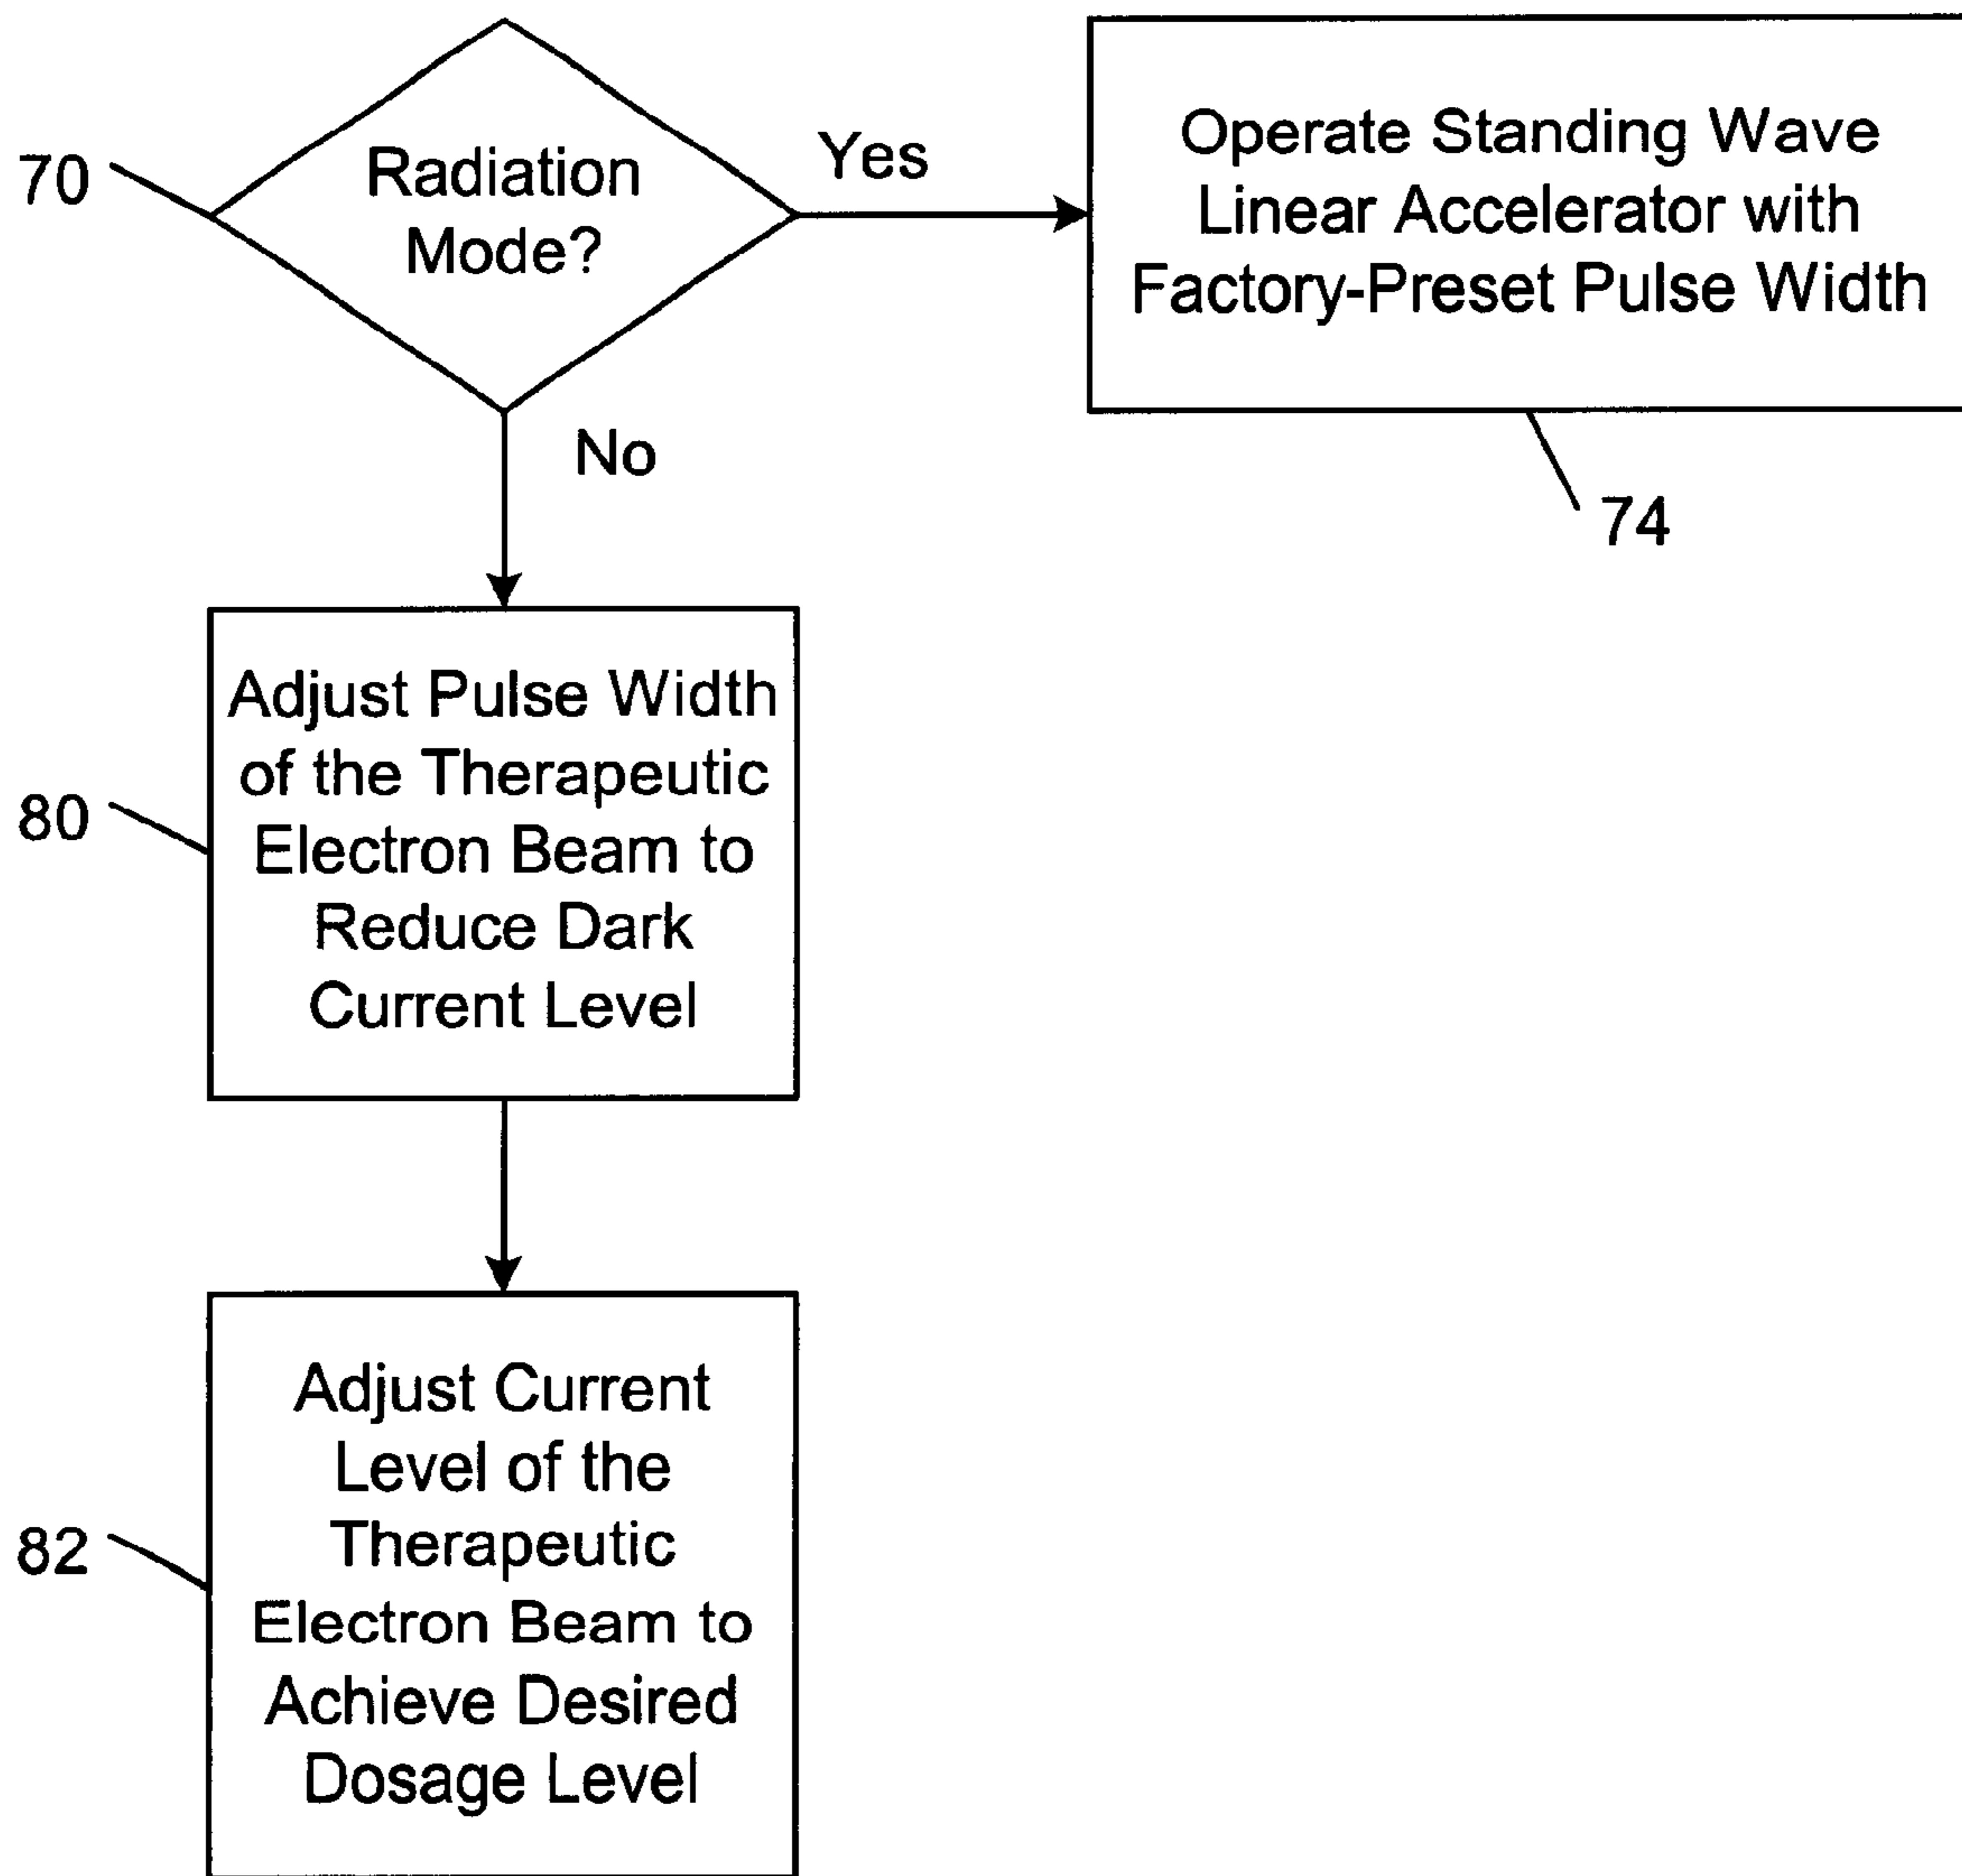 70
Radiation
Mode?
Yes
Operate Standing Wave
Linear Accelerator with
Factory-Preset Pulse Width
74
No
80
Adjust Pulse Width
of the Therapeutic
Electron Beam to
Reduce Dark
Current Level
82
Adjust Current
Level of the
Therapeutic
Electron Beam to
Achieve Desired
Dosage Level